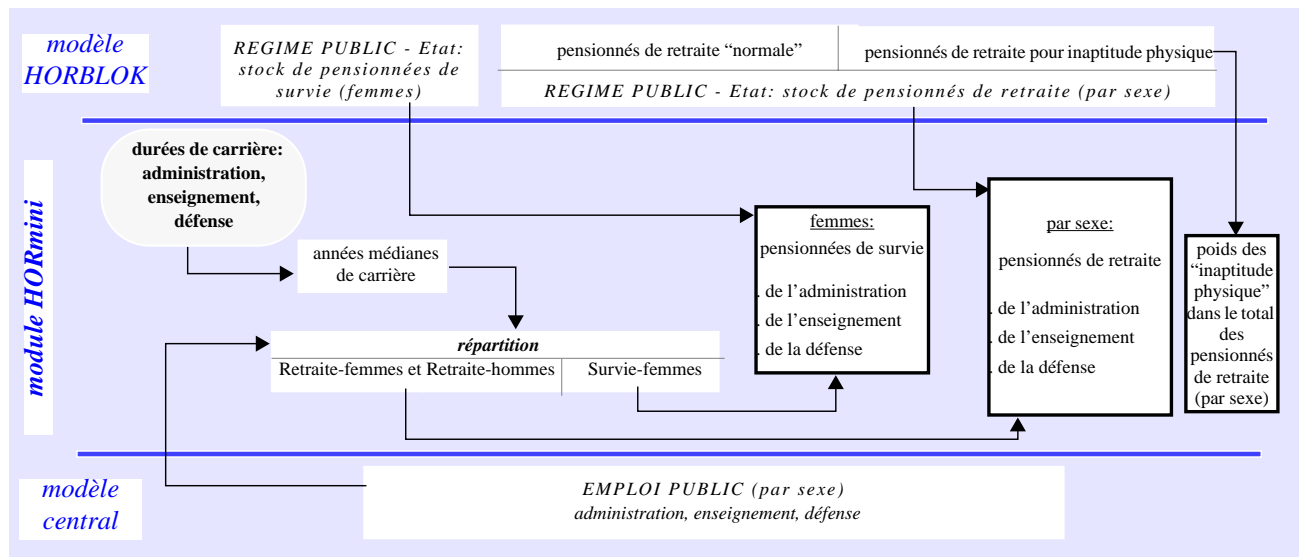 modèle
HORBLOK
REGIME PUBLIC - Etat:
stock de pensionnées de
survie (femmes)
pensionnés de retraite “normale”
pensionnés de retraite pour inaptitude physique
REGIME PUBLIC - Etat: stock de pensionnés de retraite (par sexe)
module HORmini
durées de carrière:
administration,
enseignement,
défense
années médianes
de carrière
répartition
Retraite-femmes et Retraite-hommes
Survie-femmes
femmes:
pensionnées de survie
. de l’administration
. de l’enseignement
. de la défense
par sexe:
pensionnés de retraite
. de l’administration
. de l’enseignement
. de la défense
poids des
“inaptitude
physique”
dans le total
des
pensionnés
de retraite
(par sexe)
modèle
central
EMPLOI PUBLIC (par sexe)
administration, enseignement, défense